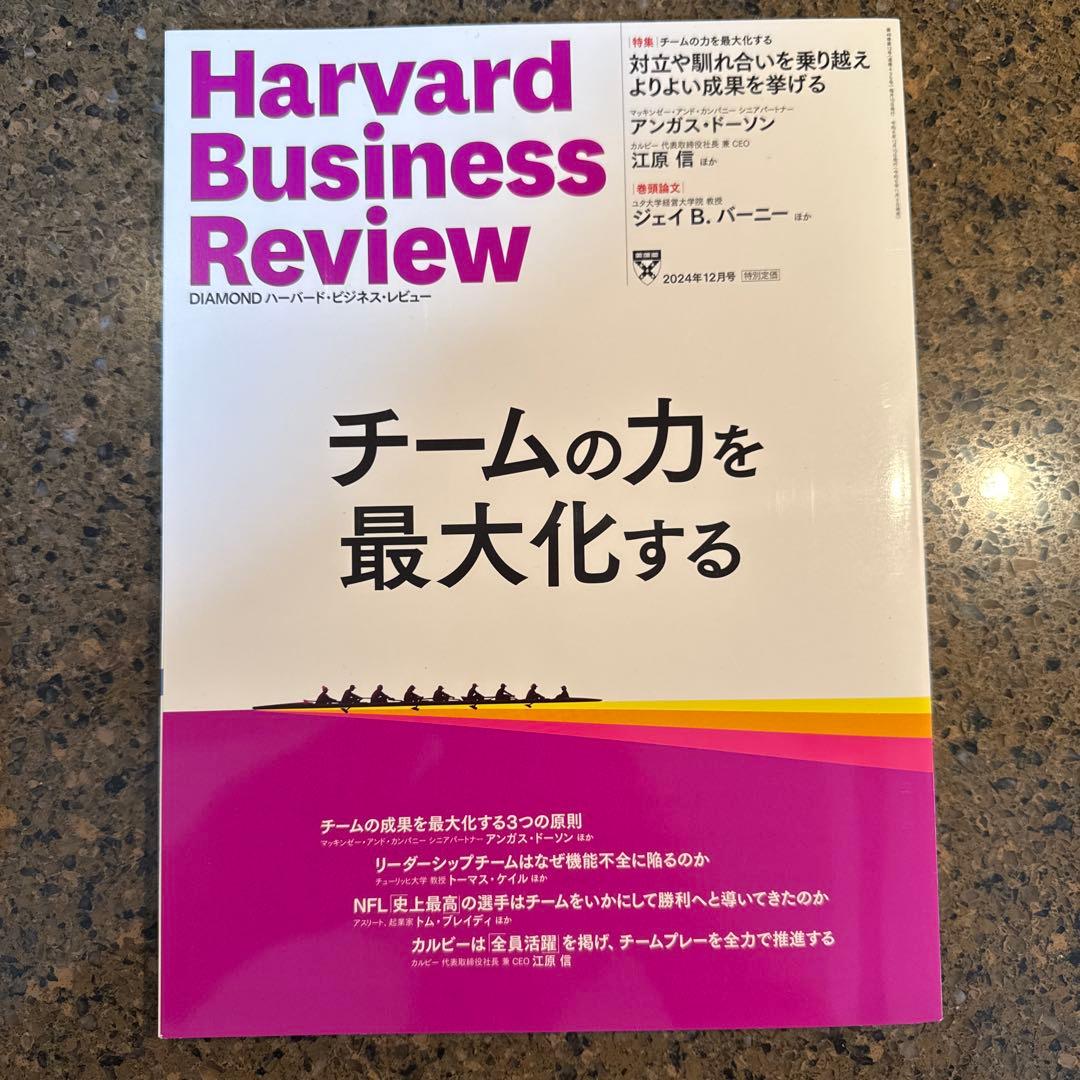 Harvard
Business
Review
DIAMOND ハーバード・ビジネス・レビュー
特集 チームの力を最大化する
対立や馴れ合いを乗り越え
よりよい成果を挙げる
マッキンゼー・アンド・カンパニー シニアパートナー
アンガス・ドーソン
カルビー 代表取締役社長 兼 CEO
江原 信 ほか
巻頭論文
ユタ大学経営大学院 教授
ジェイ B. バーニー ほか
2024年12月号 特別定価
チームの力を
最大化する
チームの成果を最大化する3つの原則
マッキンゼー・アンド・カンパニー シニアパートナー アンガス・ドーソン ほか
リーダーシップチームはなぜ機能不全に陥るのか
チューリッヒ大学 教授 トーマス・ケイル ほか
NFL「史上最高」の選手はチームをいかにして勝利へと導いてきたのか
アスリート、起業家 トム・ブレイディ ほか
カルビーは「全員活躍」を掲げ、チームプレーを全力で推進する
カルビー 代表取締役社長 兼 CEO 江原 信